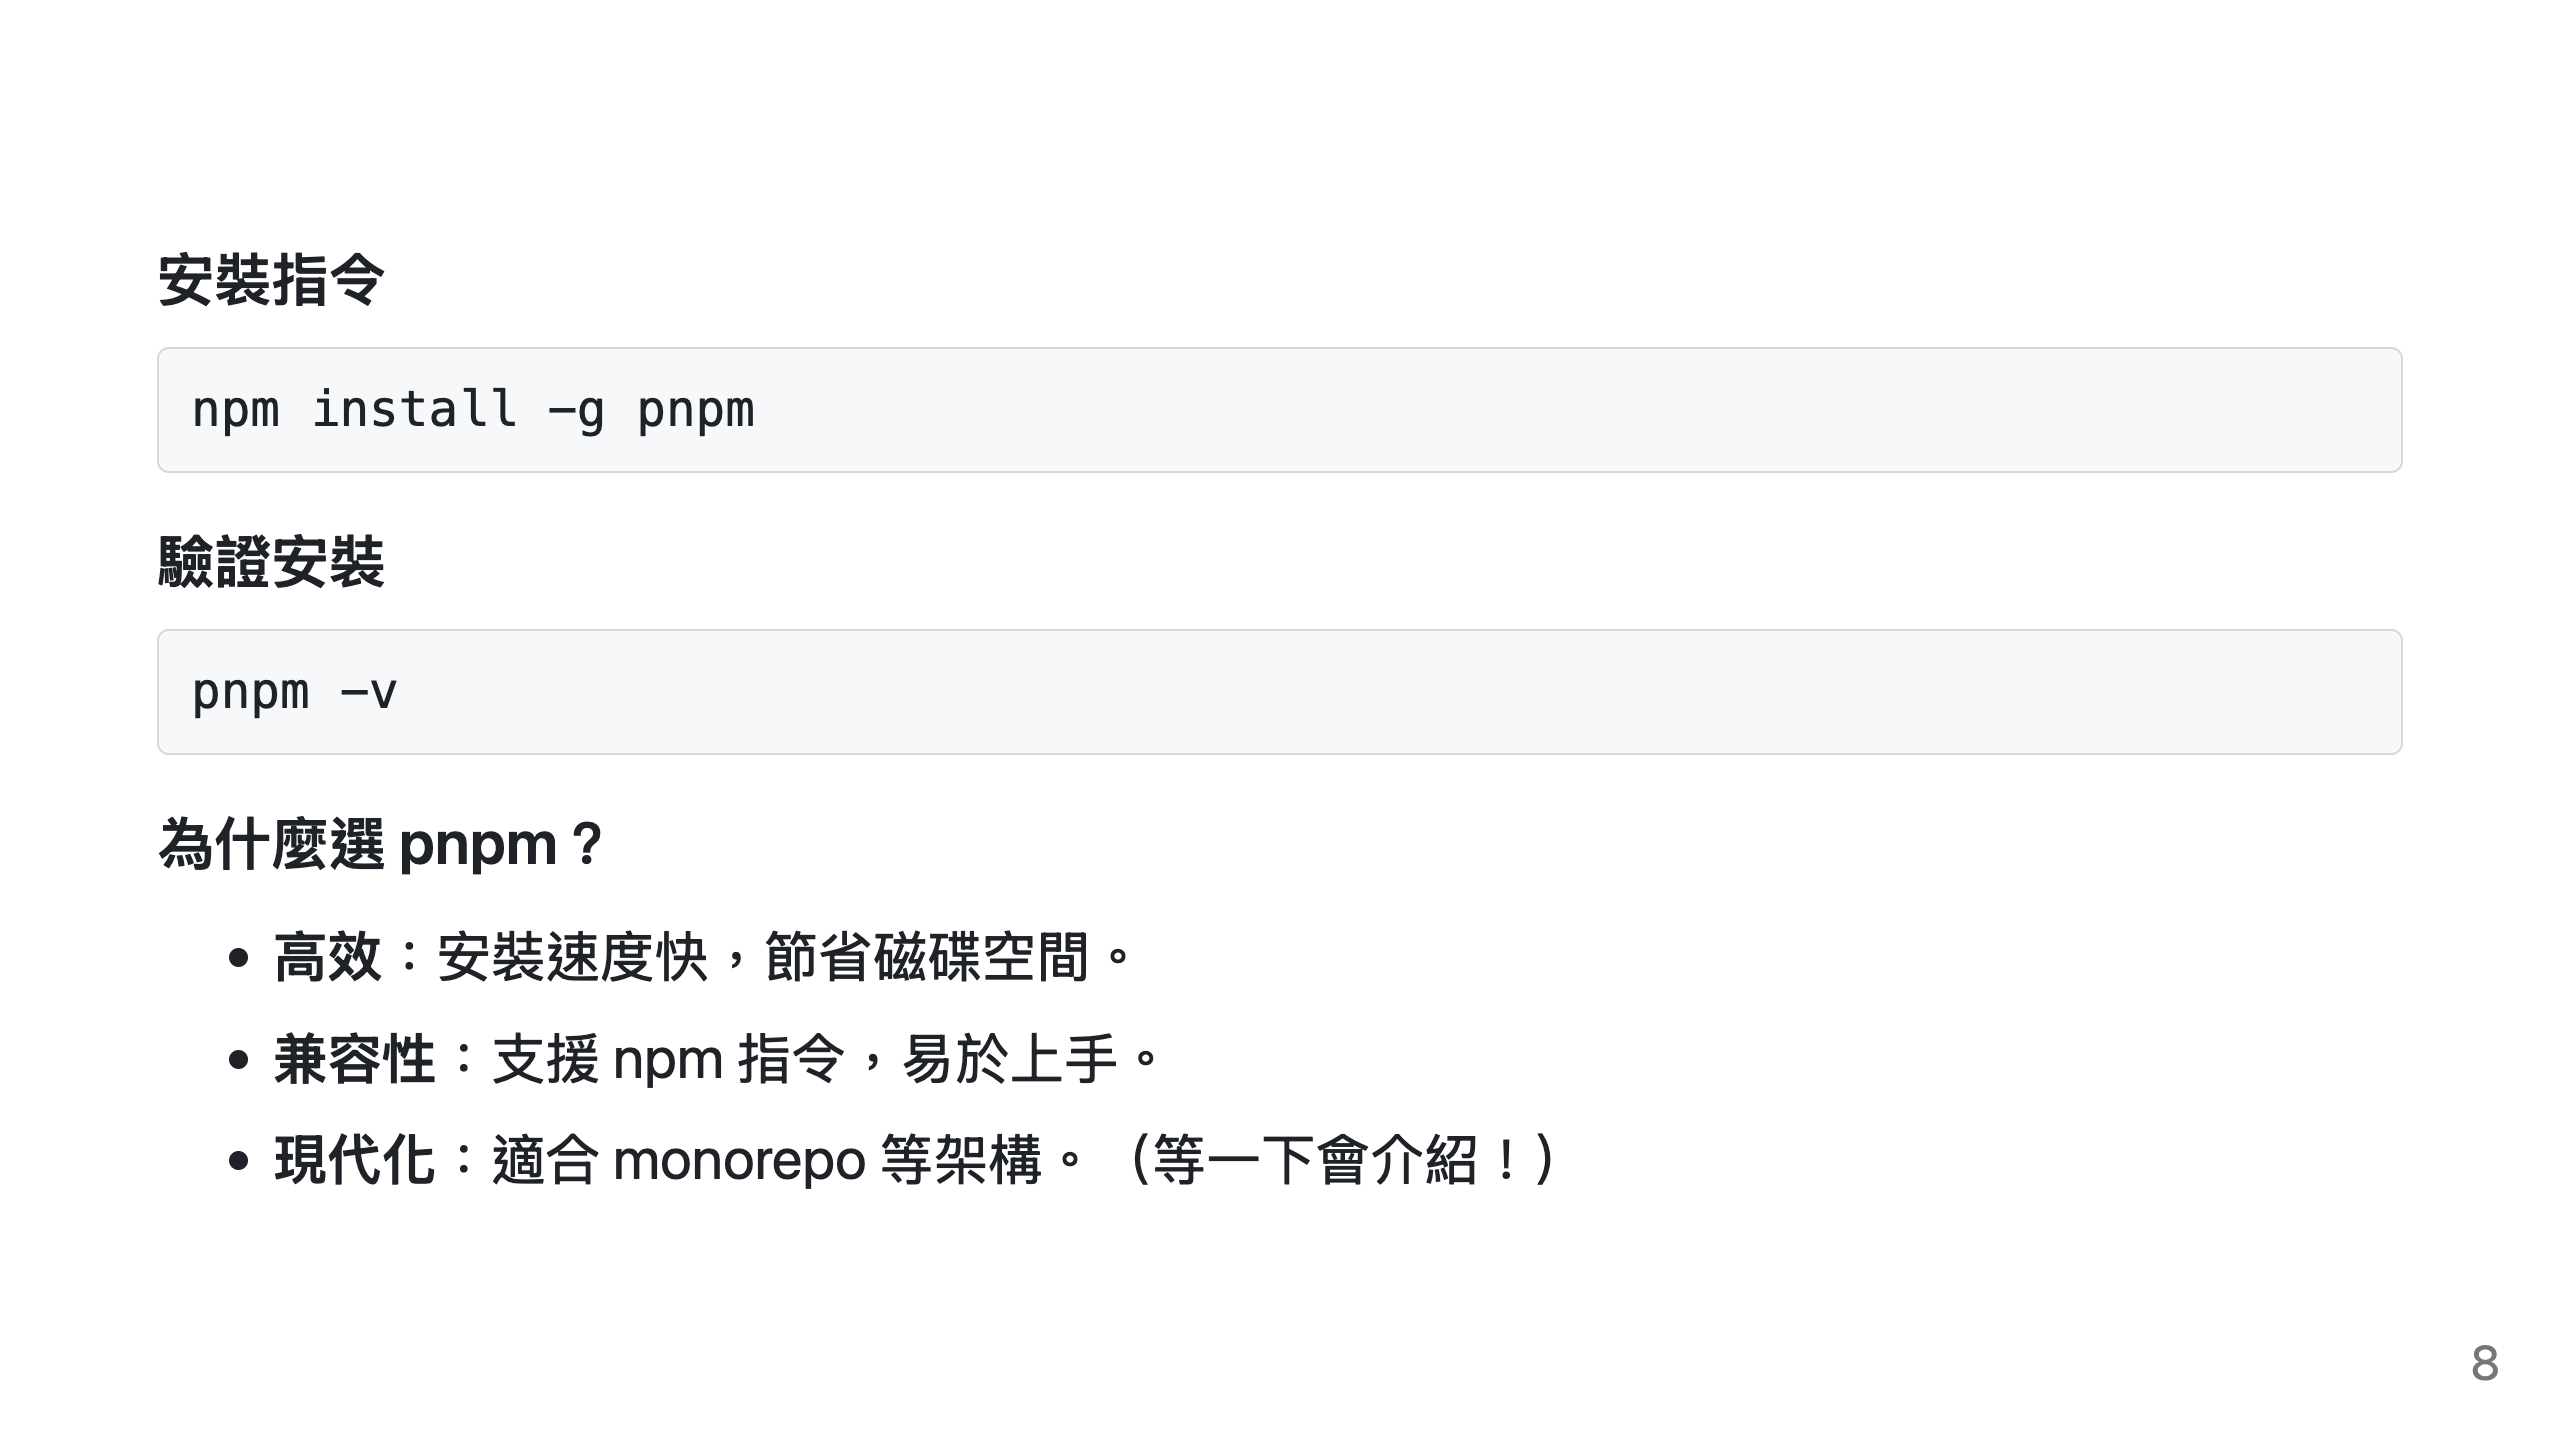 安裝指令
npm install -g pnpm
驗證安裝
pnpm -v
為什麼選 pnpm？
• 高效：安裝速度快，節省磁碟空間。
• 兼容性：支援 npm 指令，易於上手。
• 現代化：適合 monorepo 等架構。（等一下會介紹！）
8